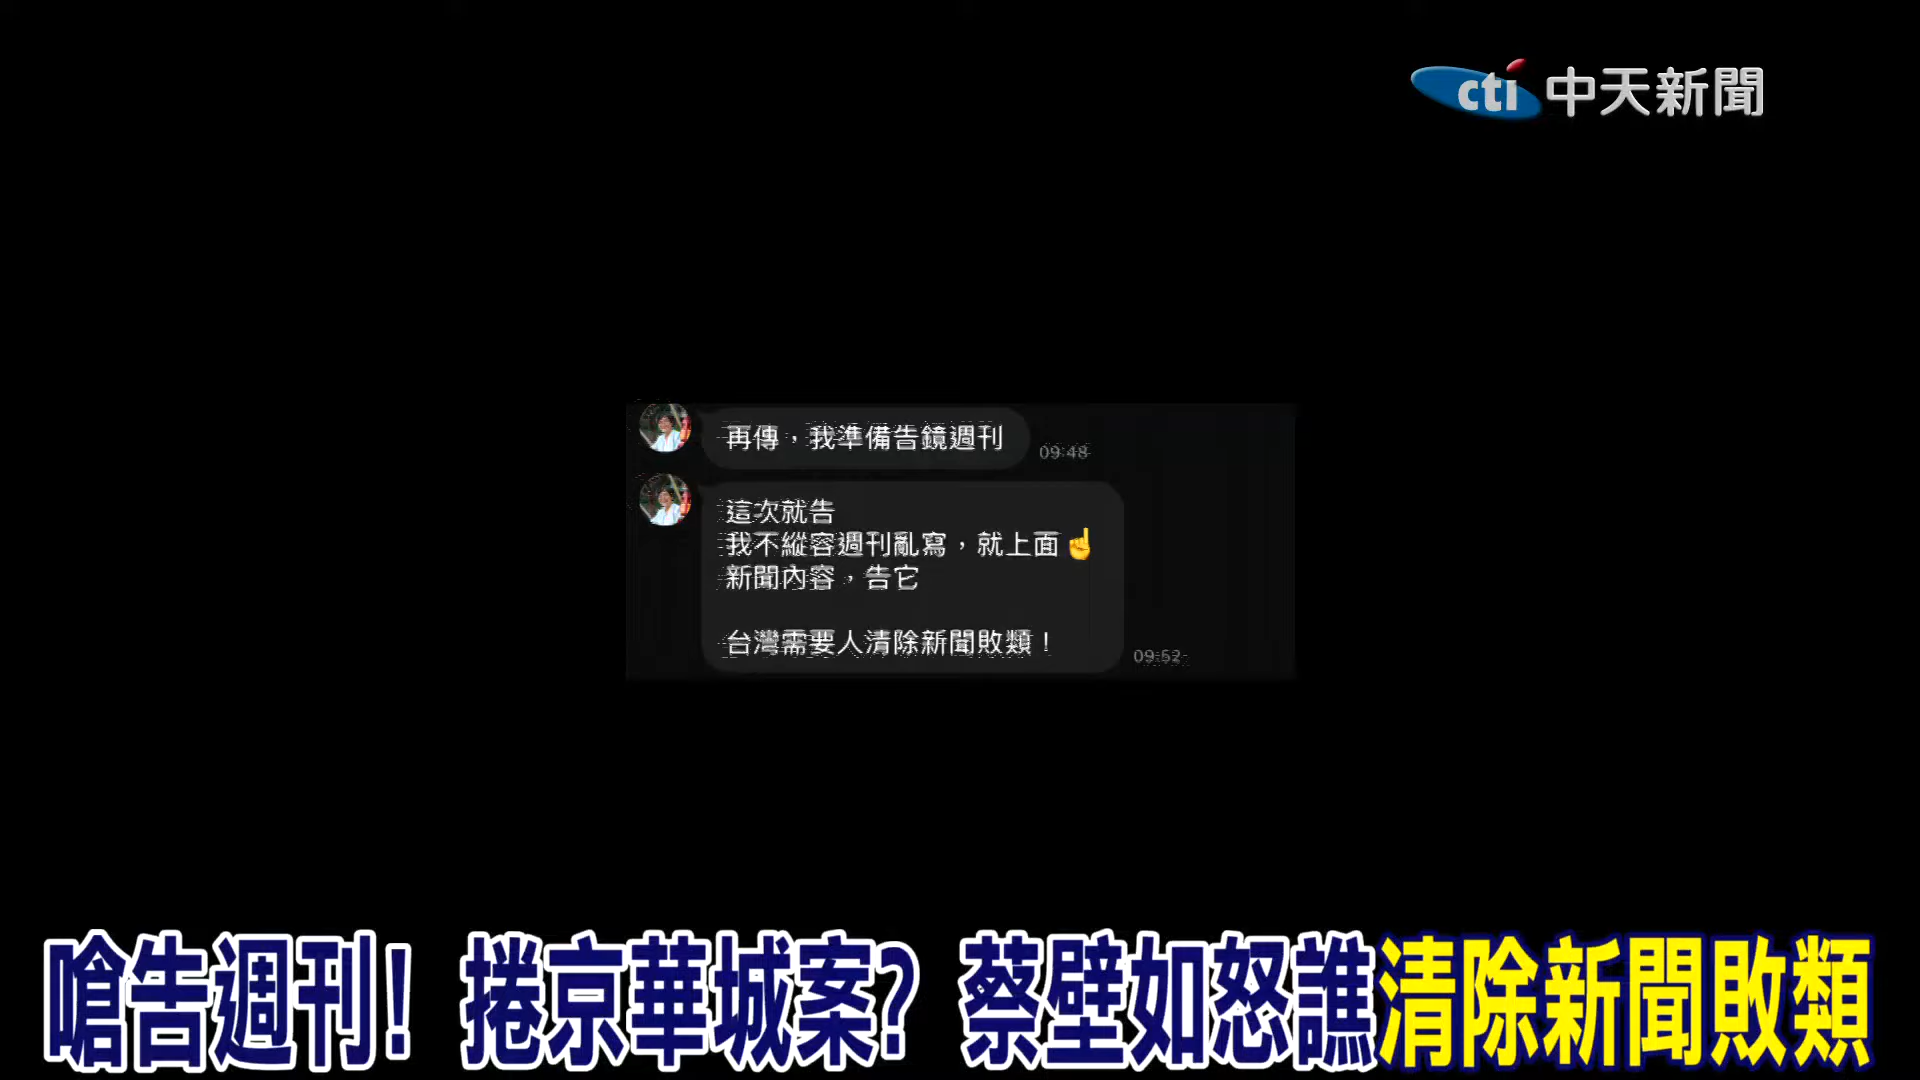 cti 中天新聞
再傳，我準備告鏡週刊
09:48
這次就告
我不縱容週刊亂寫，就上面☝️
新聞內容，告它
台灣需要人清除新聞敗類！
09:52
嗆告週刊！捲京華城案？蔡壁如怒譙清除新聞敗類